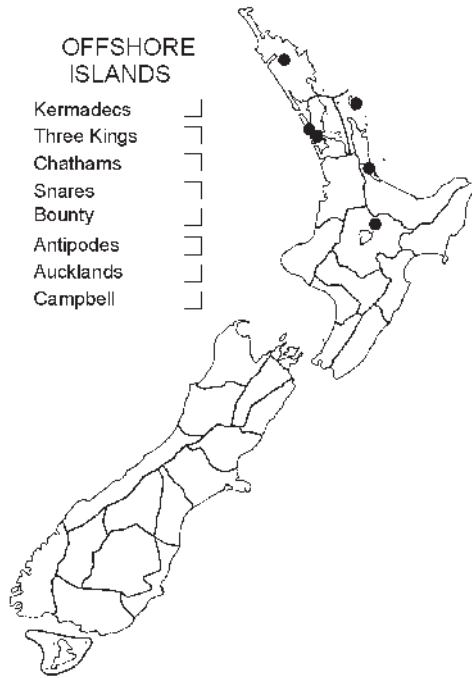 OFFSHORE
ISLANDS
Kermadecs
Three Kings
Chathams
Snares
Bounty
Antipodes
Aucklands
Campbell